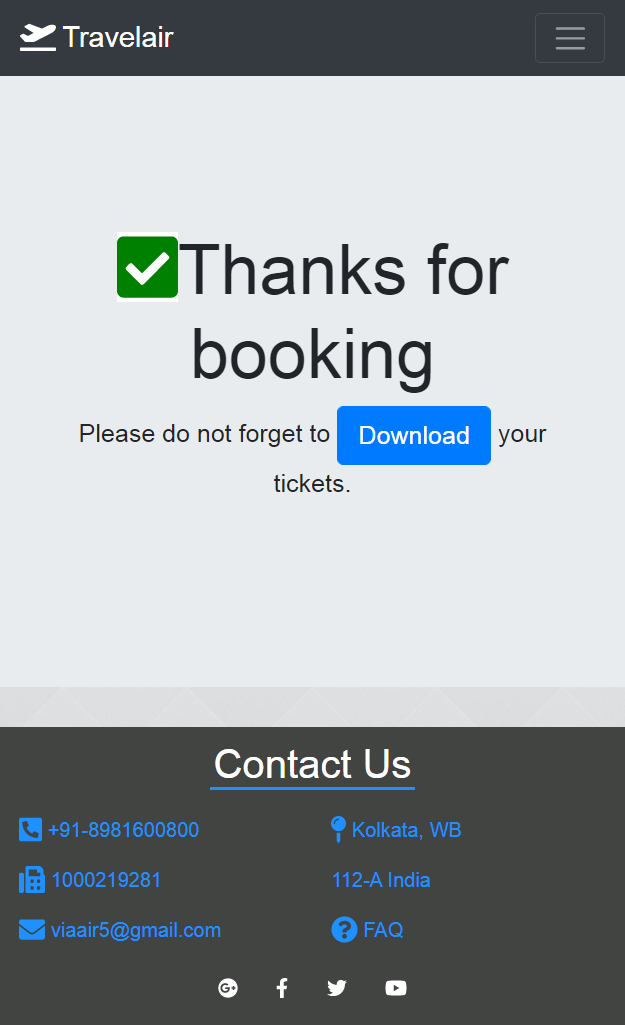 Travelair
Thanks for
booking
Please do not forget to Download your
tickets.
Contact Us
+91-8981600800
Kolkata, WB
1000219281
112-A India
viaair5@gmail.com
FAQ